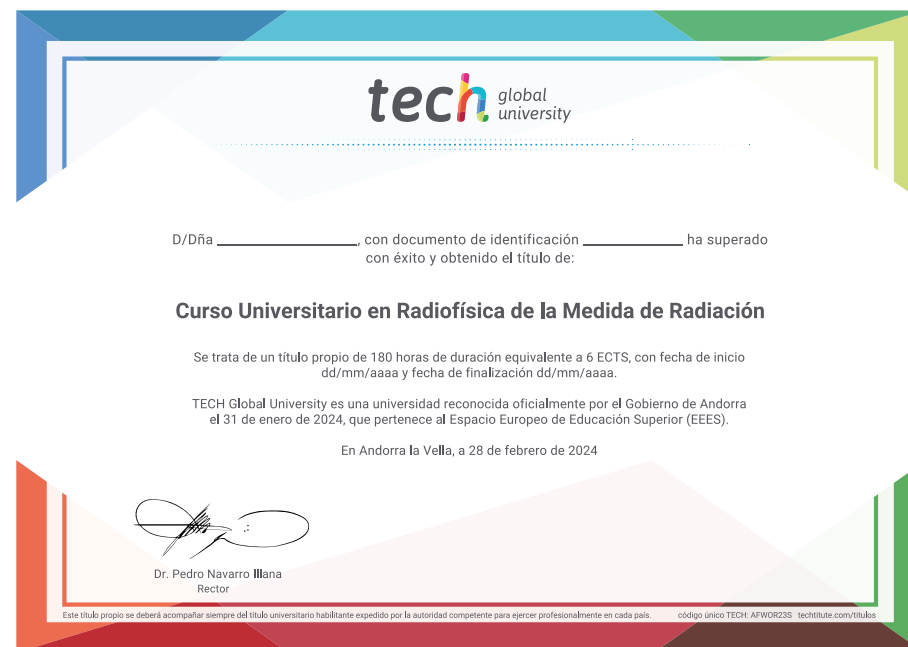 tech global university
D/Dña ____________, con documento de identificación ____________ ha superado
con éxito y obtenido el título de:
Curso Universitario en Radiofísica de la Medida de Radiación
Se trata de un título propio de 180 horas de duración equivalente a 6 ECTS, con fecha de inicio
dd/mm/aaaa y fecha de finalización dd/mm/aaaa.
TECH Global University es una universidad reconocida oficialmente por el Gobierno de Andorra
el 31 de enero de 2024, que pertenece al Espacio Europeo de Educación Superior (EEES).
En Andorra la Vella, a 28 de febrero de 2024
Dr. Pedro Navarro Illana
Rector
Este título propio se deberá acompañar siempre del título universitario habilitante expedido por la autoridad competente para ejercer profesionalmente en cada país. código único TECH: AFWOR23S techtitute.com/titulos